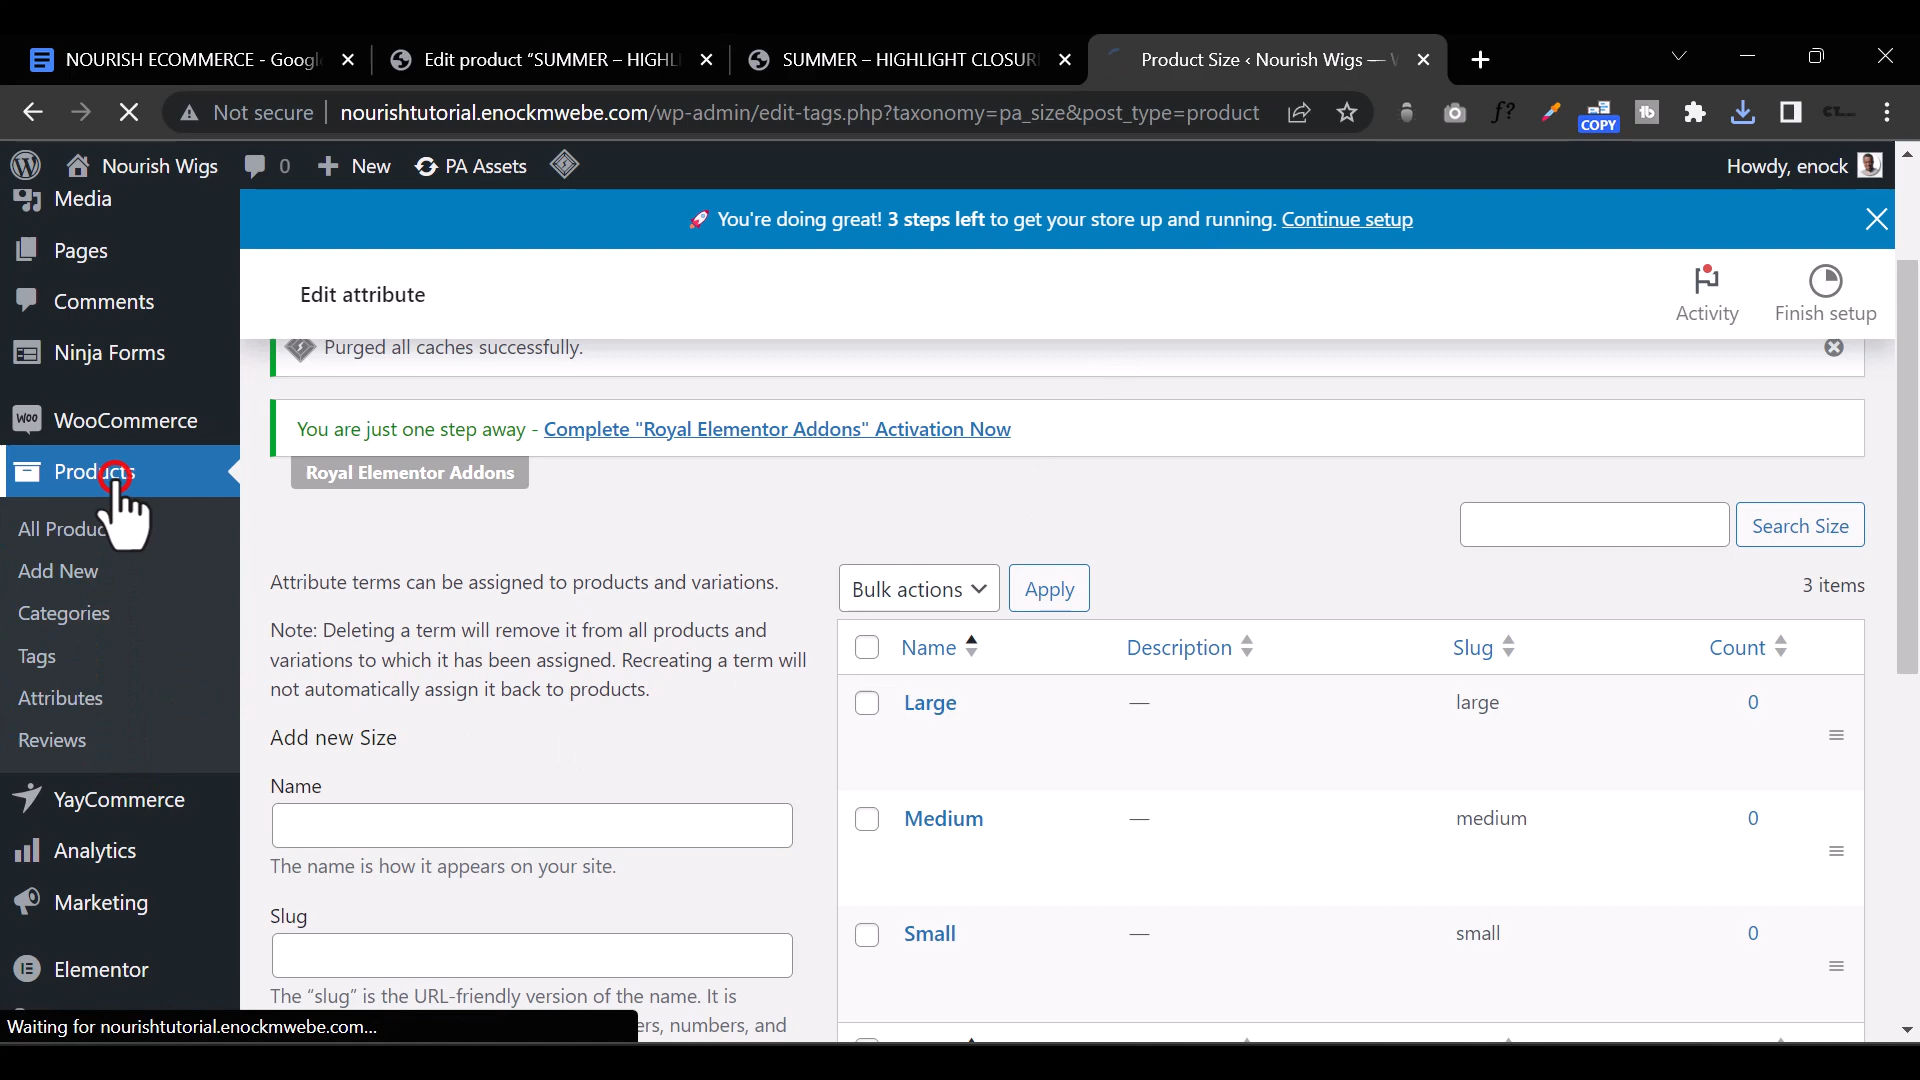 NOURISH ECOMMERCE - Googl
Edit product “SUMMER – HIGHLI
SUMMER – HIGHLIGHT CLOSUR
Product Size ‹ Nourish Wigs — W
Not secure
nourishtutorial.enockmwebe.com/wp-admin/edit-tags.php?taxonomy=pa_size&post_type=product
f?
COPY
tb
Nourish Wigs
0
New
PA Assets
Howdy, enock
Media
Pages
Comments
Ninja Forms
WOO
WooCommerce
Products
All Produc
Add New
Categories
Tags
Attributes
Reviews
YayCommerce
Analytics
Marketing
Elementor
Waiting for nourishtutorial.enockmwebe.com...
You're doing great! 3 steps left to get your store up and running. Continue setup
Edit attribute
Activity
Finish setup
Purged all caches successfully.
You are just one step away - Complete "Royal Elementor Addons" Activation Now
Royal Elementor Addons
Search Size
Attribute terms can be assigned to products and variations.
Note: Deleting a term will remove it from all products and
variations to which it has been assigned. Recreating a term will
not automatically assign it back to products.
Add new Size
Name
The name is how it appears on your site.
Slug
The “slug” is the URL-friendly version of the name. It is
ers, numbers, and
Bulk actions
Apply
3 items
Name
Description
Slug
Count
Large
—
large
0
Medium
—
medium
0
Small
—
small
0